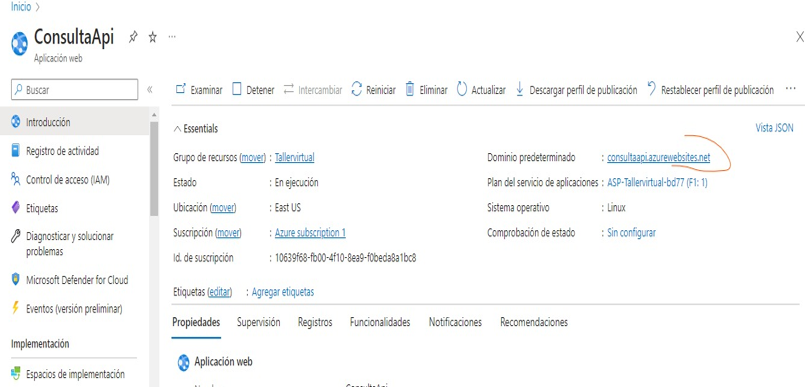 Inicio >
ConsultaApi
Aplicación web
Buscar
Examinar Detener Intercambiar Reiniciar Eliminar Actualizar Descargar perfil de publicación Restablecer perfil de publicación
Introducción
Registro de actividad
Control de acceso (IAM)
Etiquetas
Diagnosticar y solucionar
problemas
Microsoft Defender for Cloud
Eventos (versión preliminar)
Implementación
Espacios de implementación
Essentials
Vista JSON
Grupo de recursos (mover) : Tallervirtual
Estado : En ejecución
Ubicación (mover) : East US
Suscripción (mover) : Azure subscription 1
Id. de suscripción : 10639f68-fb00-4f10-8ea9-f0beda8a1bc8
Dominio predeterminado : consultaapi.azurewebsites.net
Plan del servicio de aplicaciones : ASP-Tallervirtual-bd77 (F1: 1)
Sistema operativo : Linux
Comprobación de estado : Sin configurar
Etiquetas (editar) : Agregar etiquetas
Propiedades Supervisión Registros Funcionalidades Notificaciones Recomendaciones
Aplicación web